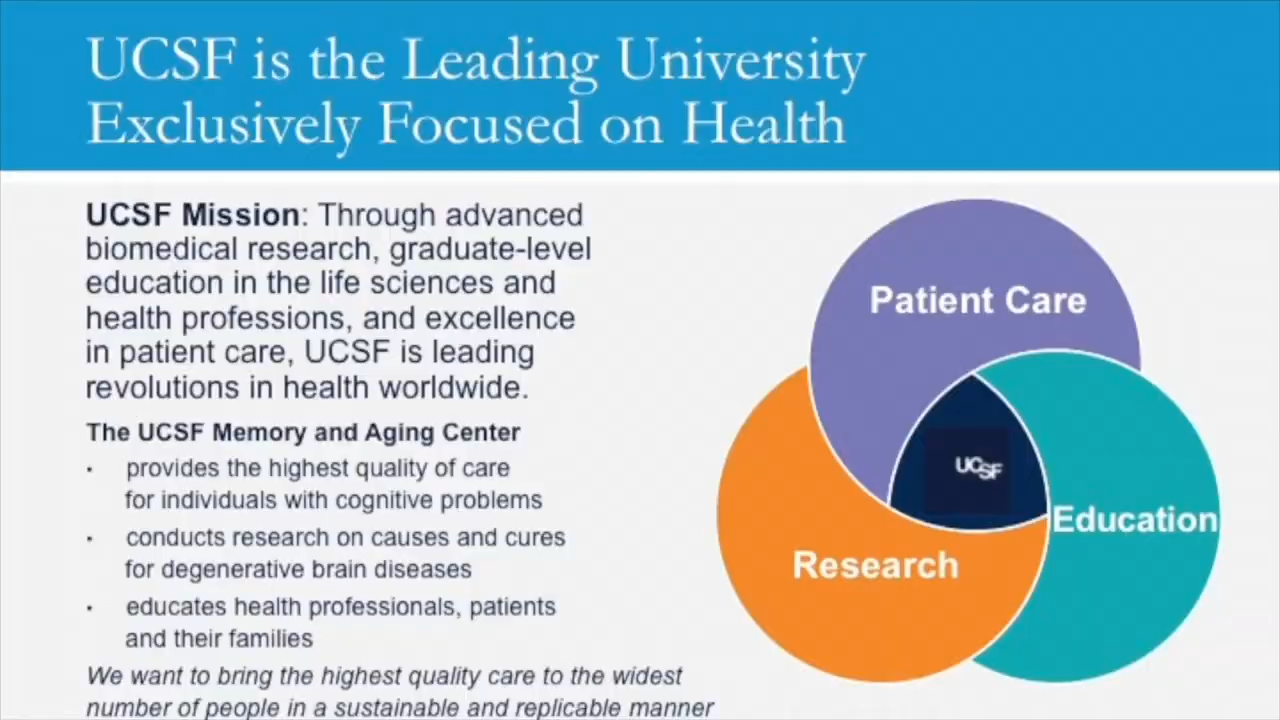 UCSF is the Leading University
Exclusively Focused on Health
UCSF Mission: Through advanced
biomedical research, graduate-level
education in the life sciences and
health professions, and excellence
in patient care, UCSF is leading
revolutions in health worldwide.
The UCSF Memory and Aging Center
· provides the highest quality of care
for individuals with cognitive problems
· conducts research on causes and cures
for degenerative brain diseases
· educates health professionals, patients
and their families
We want to bring the highest quality care to the widest
number of people in a sustainable and replicable manner
Patient Care
UCSF
Education
Research